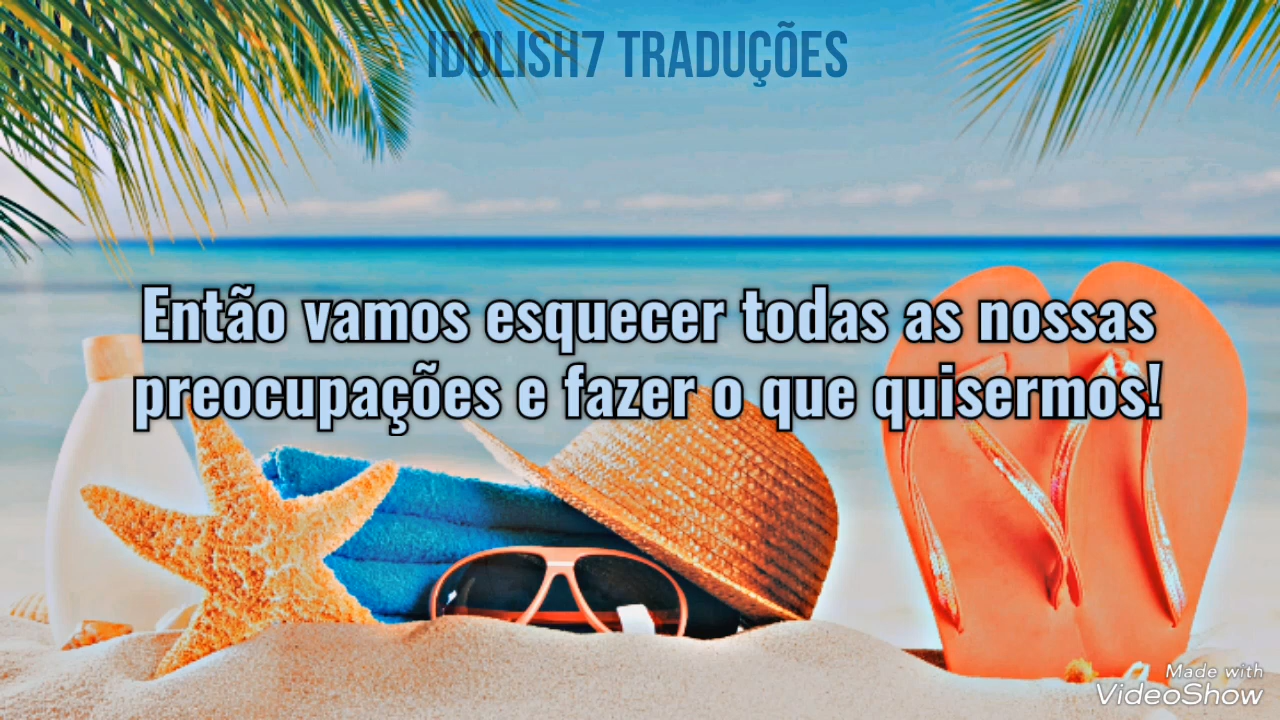 IDOLISH7 TRADUÇÕES
Então vamos esquecer todas as nossas
preocupações e fazer o que quisermos!
Made with
VideoShow